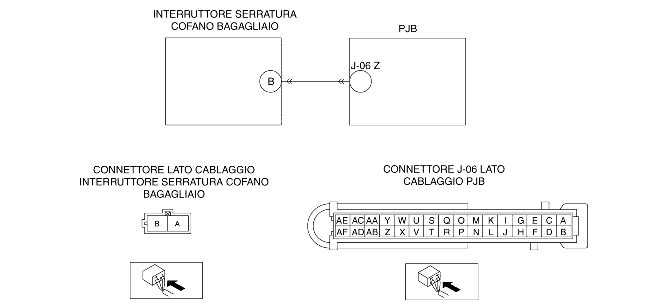 INTERRUTTORE SERRATURA
COFANO BAGAGLIAIO
PJB
B
J-06 Z
CONNETTORE LATO CABLAGGIO
INTERRUTTORE SERRATURA COFANO
BAGAGLIAIO
B A
CONNETTORE J-06 LATO
CABLAGGIO PJB
AE AC AA Y W U S Q O M K I G E C A
AF AD AB Z X V T R P N L J H F D B